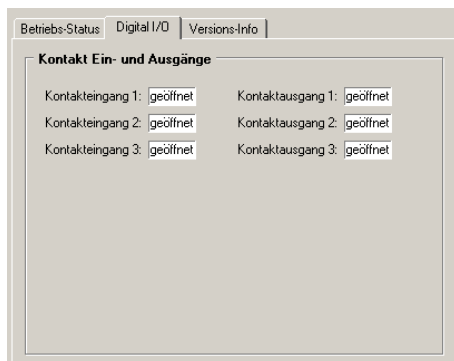 Betriebs-Status Digital I/O Versions-Info
Kontakt Ein- und Ausgänge
Kontakteingang 1: geöffnet Kontaktausgang 1: geöffnet
Kontakteingang 2: geöffnet Kontaktausgang 2: geöffnet
Kontakteingang 3: geöffnet Kontaktausgang 3: geöffnet